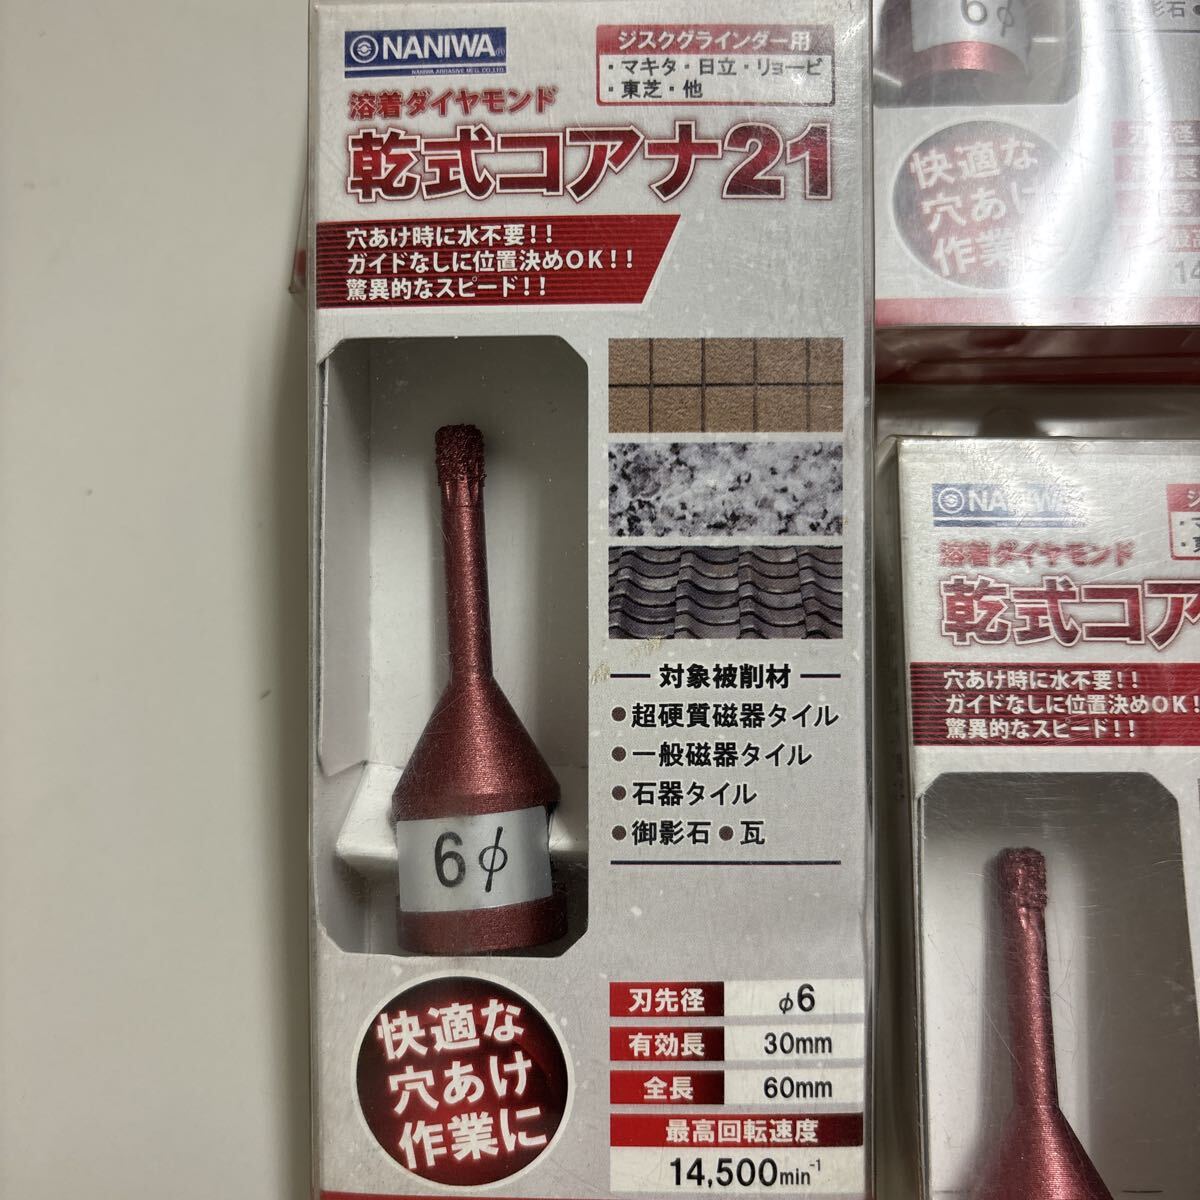 NANIWA
NANIWA ABRASIVE MFG. CO.,LTD.
ジスクグラインダー用
・マキタ・日立・リョービ
・東芝・他
溶着ダイヤモンド
乾式コアナ21
穴あけ時に水不要!!
ガイドなしに位置決めOK!!
驚異的なスピード!!
対象被削材
●超硬質磁器タイル
●一般磁器タイル
●石器タイル
●御影石●瓦
6φ
快適な
穴あけ
作業に
刃先径 φ6
有効長 30mm
全長 60mm
最高回転速度
14,500min-1
6φ
快適な
穴あけ
作業に
刃先径
14
NANIWA
溶着ダイヤモンド
乾式コア
穴あけ時に水不要!!
ガイドなしに位置決めOK!
驚異的なスピード!!